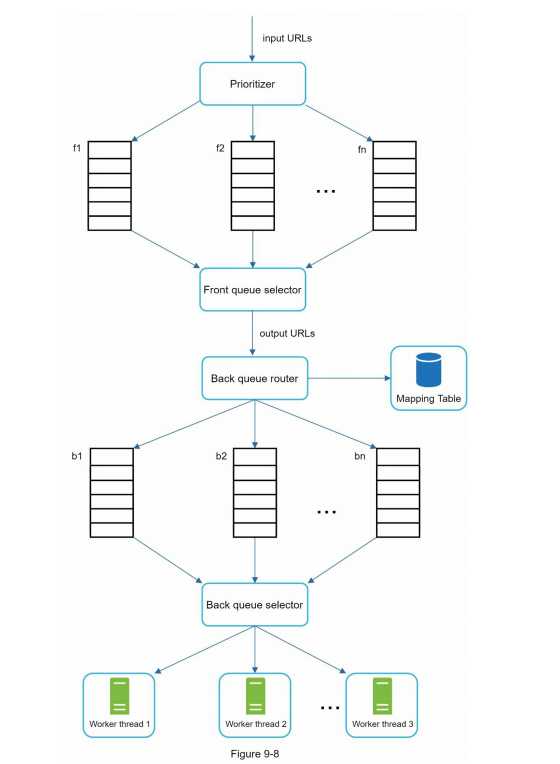 input URLs
Prioritizer
f1
f2
fn
...
Front queue selector
output URLs
Back queue router
Mapping Table
b1
b2
bn
...
Back queue selector
...
Worker thread 1
Worker thread 2
Worker thread 3
Figure 9-8